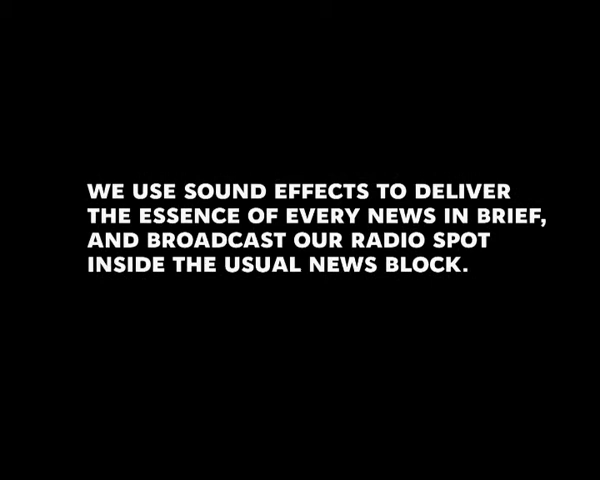 WE USE SOUND EFFECTS TO DELIVER
THE ESSENCE OF EVERY NEWS IN BRIEF,
AND BROADCAST OUR RADIO SPOT
INSIDE THE USUAL NEWS BLOCK.